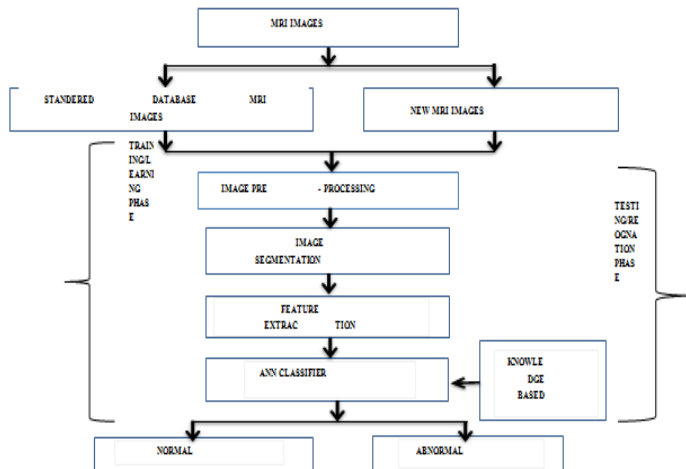 MRI IMAGES
STANDERED DATABASE MRI
IMAGES
NEW MRI IMAGES
TRAIN
ING/L
EARNI
NG
PHAS
E
IMAGE PRE - PROCESSING
TESTI
NG/RE
OGNA
TION
PHAS
E
IMAGE
SEGMENTATION
FEATURE
EXTRAC TION
ANN CLASSIFIER
KNOWLE
DGE
BASED
NORMAL
ABNORMAL